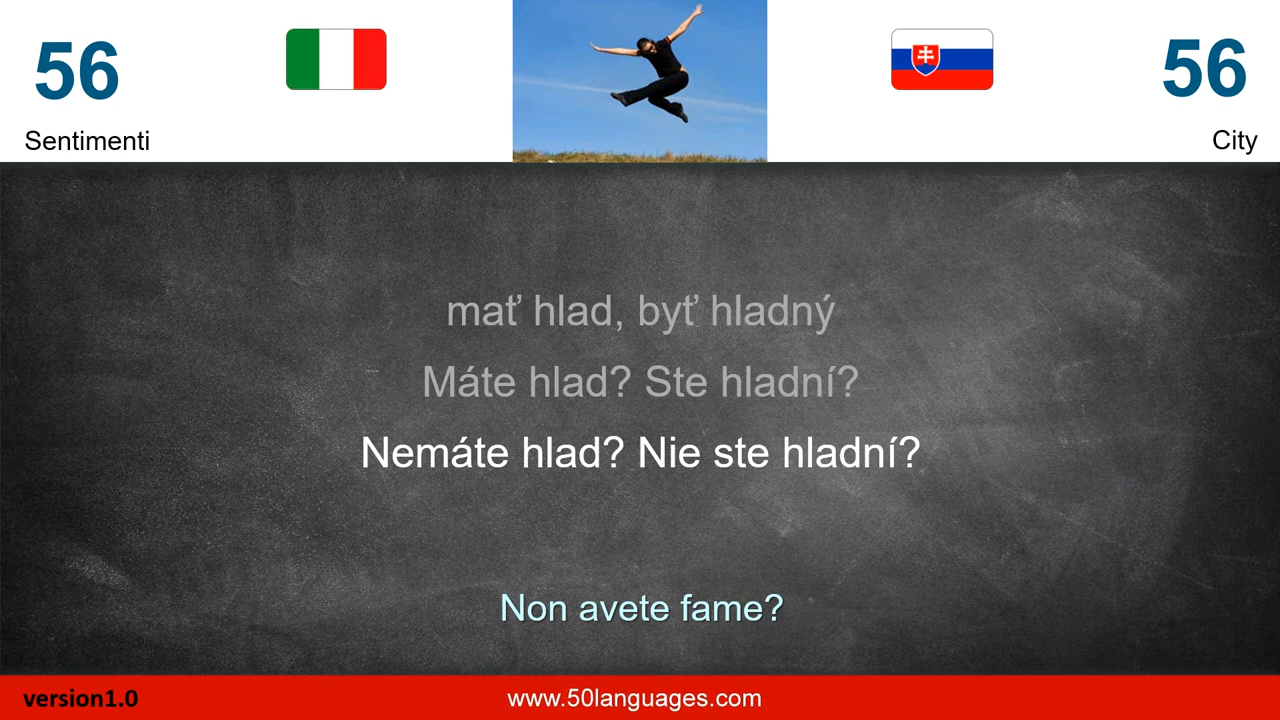 56
56
Sentimenti
City
mať hlad, byť hladný
Máte hlad? Ste hladní?
Nemáte hlad? Nie ste hladní?
Non avete fame?
version1.0
www.50languages.com